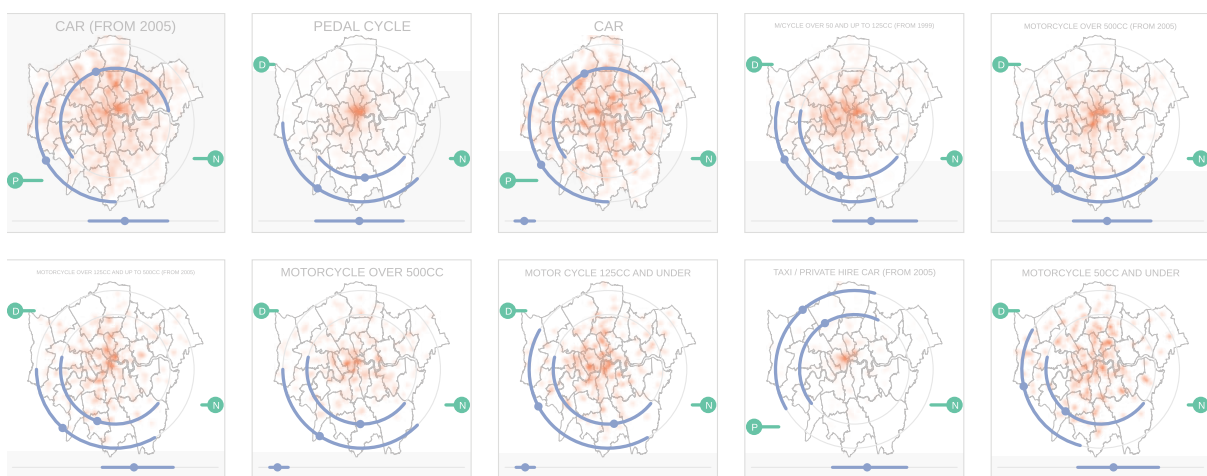 CAR (FROM 2005)
PEDAL CYCLE
CAR
M/CYCLE OVER 50 AND UP TO 125CC (FROM 1999)
MOTORCYCLE OVER 500CC (FROM 2005)
P
N
D
N
P
N
D
N
D
N
MOTORCYCLE OVER 125CC AND UP TO 500CC (FROM 2005)
MOTORCYCLE OVER 500CC
MOTOR CYCLE 125CC AND UNDER
TAXI / PRIVATE HIRE CAR (FROM 2005)
MOTORCYCLE 50CC AND UNDER
D
N
D
N
D
N
P
N
D
N